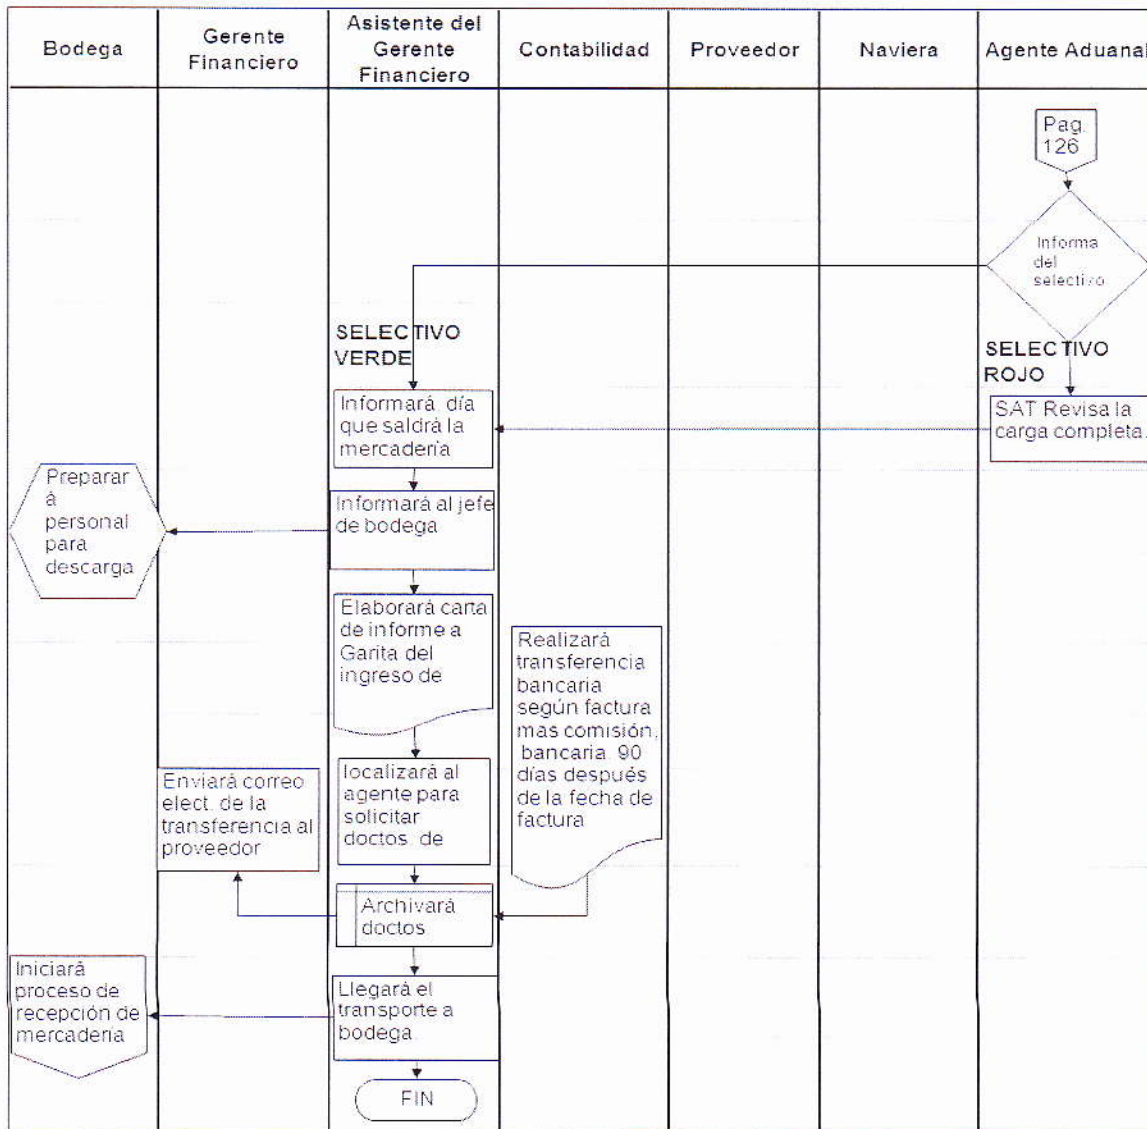 Bodega
Gerente
Financiero
Asistente del
Gerente
Financiero
Contabilidad
Proveedor
Naviera
Agente Aduanal
Pag.
126
Informa
del
selectivo
SELECTIVO
VERDE
SELECTIVO
ROJO
Informará día
que saldrá la
mercadería
SAT Revisa la
carga completa.
Preparar
á
personal
para
descarga
Informará al jefe
de bodega
Elaborará carta
de informe a
Garita del
ingreso de
Realizará
transferencia
bancaria
según factura
mas comisión,
bancaria. 90
días después
de la fecha de
factura
Enviará correo
elect. de la
transferencia al
proveedor
localizará al
agente para
solicitar
doctos. de
Archivará
doctos
Iniciará
proceso de
recepción de
mercadería
Llegará el
transporte a
bodega.
FIN